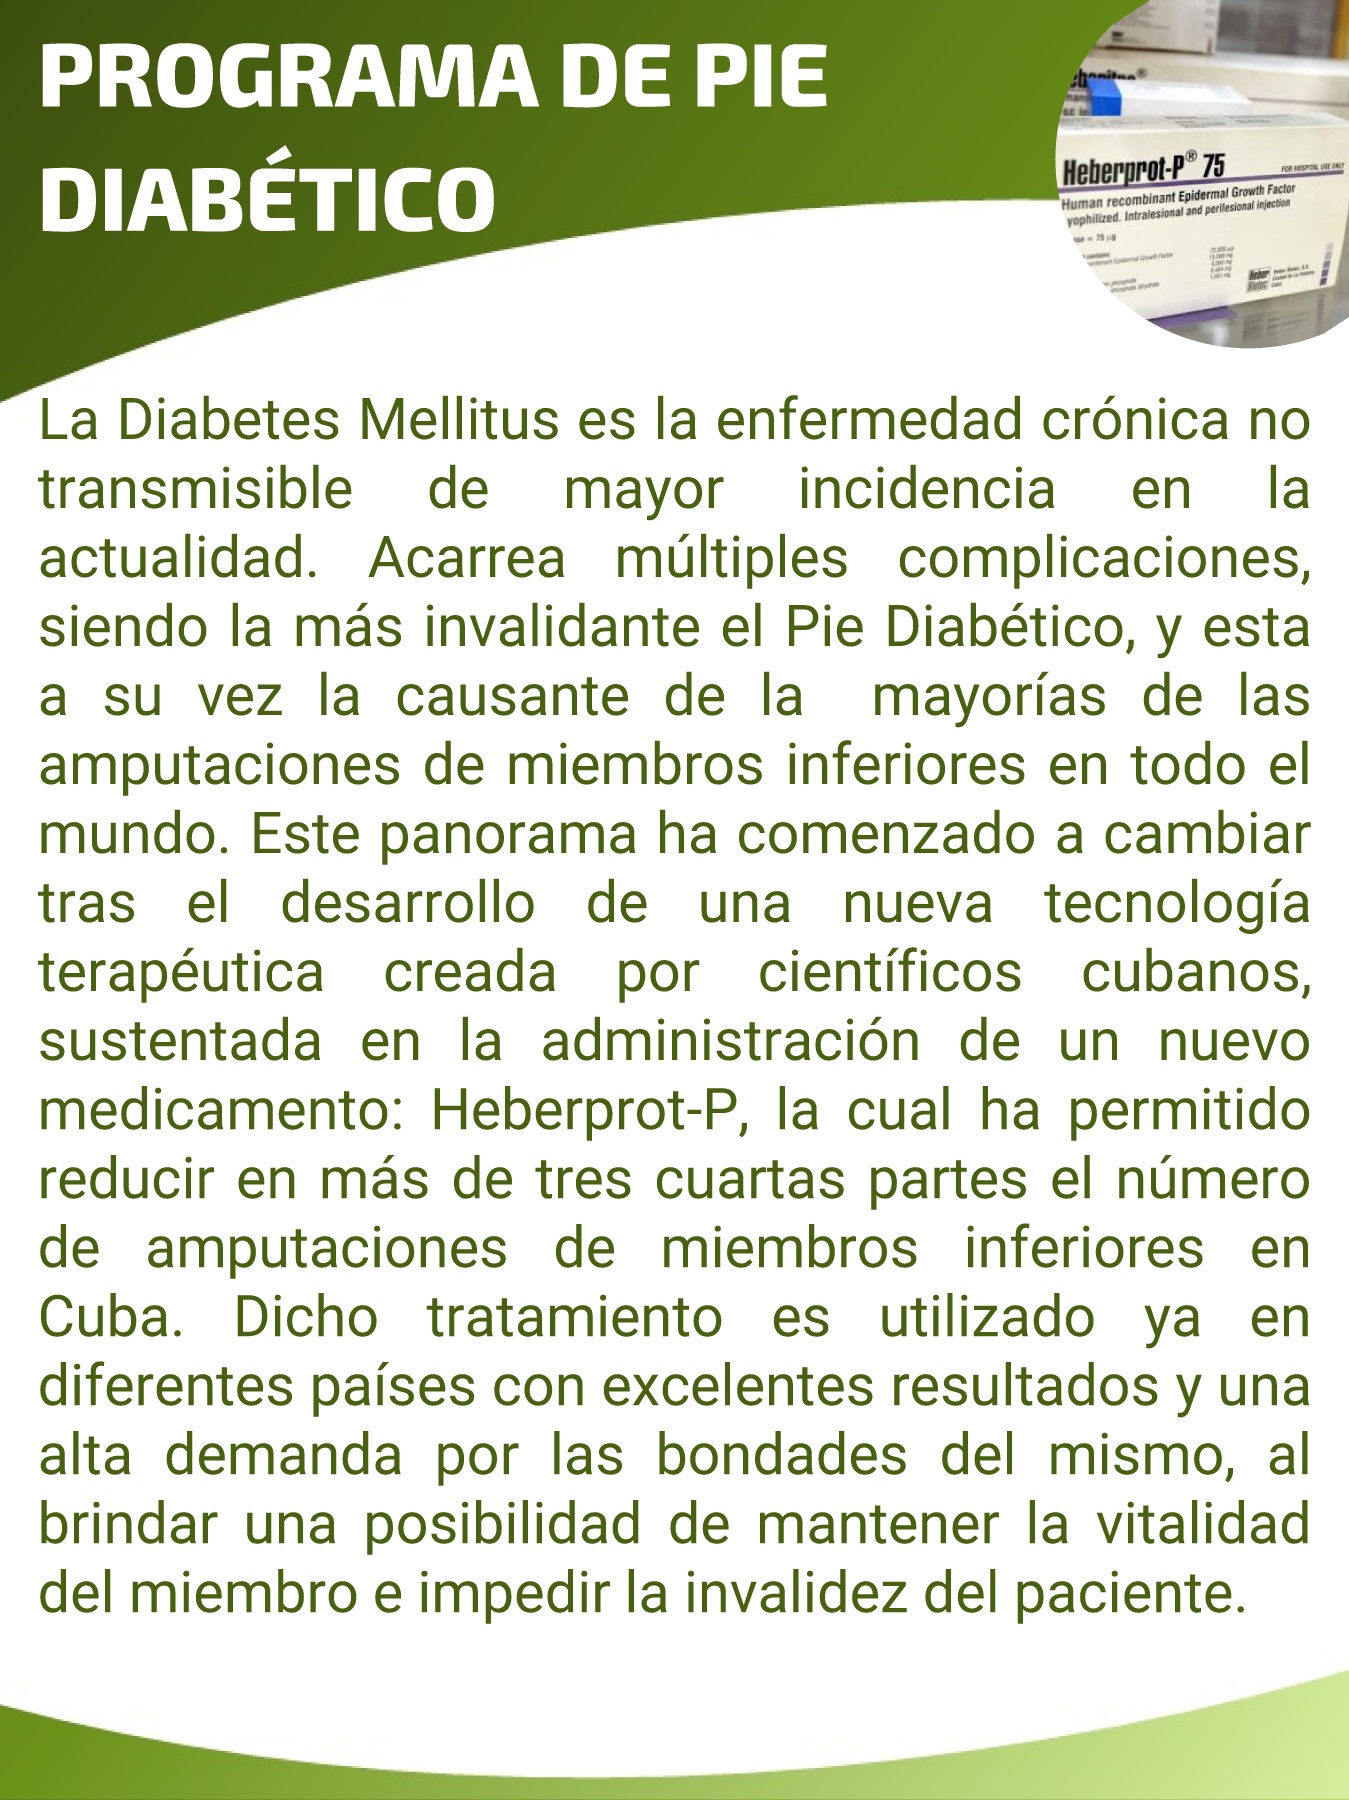 PROGRAMA DE PIE
DIABÉTICO
Heberprot-P® 75
FOR HOSPITAL USE ONLY
Human recombinant Epidermal Growth Factor
yophilized. Intralesional and perilesional injection
La Diabetes Mellitus es la enfermedad crónica no
transmisible de mayor incidencia en la
actualidad. Acarrea múltiples complicaciones,
siendo la más invalidante el Pie Diabético, y esta
a su vez la causante de la mayorías de las
amputaciones de miembros inferiores en todo el
mundo. Este panorama ha comenzado a cambiar
tras el desarrollo de una nueva tecnología
terapéutica creada por científicos cubanos,
sustentada en la administración de un nuevo
medicamento: Heberprot-P, la cual ha permitido
reducir en más de tres cuartas partes el número
de amputaciones de miembros inferiores en
Cuba. Dicho tratamiento es utilizado ya en
diferentes países con excelentes resultados y una
alta demanda por las bondades del mismo, al
brindar una posibilidad de mantener la vitalidad
del miembro e impedir la invalidez del paciente.